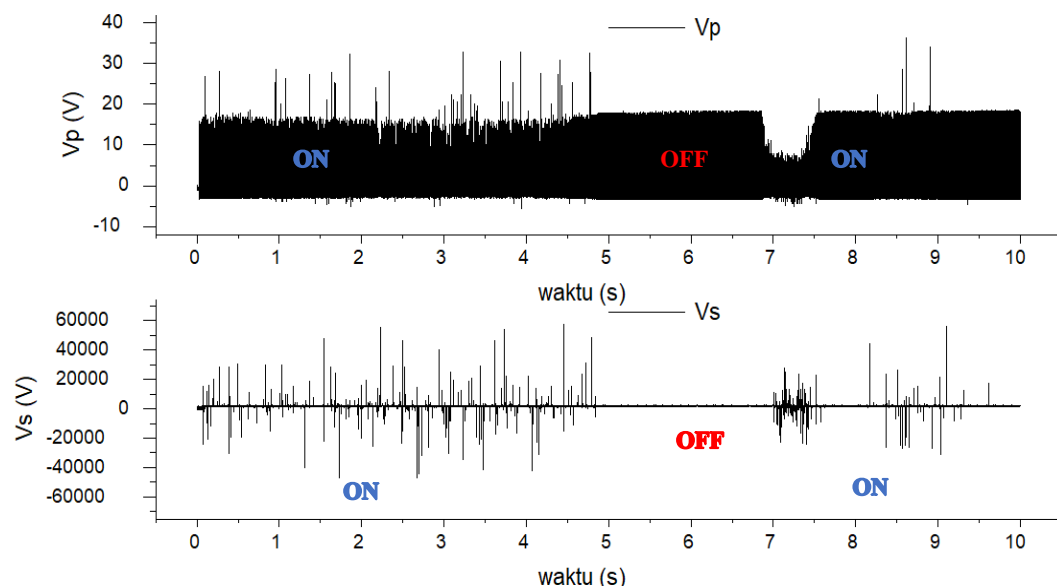 40
Vp
30
20
10
0
-10
Vp (V)
ON
OFF
ON
0 1 2 3 4 5 6 7 8 9 10
waktu (s)
Vs
60000
40000
20000
0
-20000
-40000
-60000
Vs (V)
OFF
ON
ON
0 1 2 3 4 5 6 7 8 9 10
waktu (s)